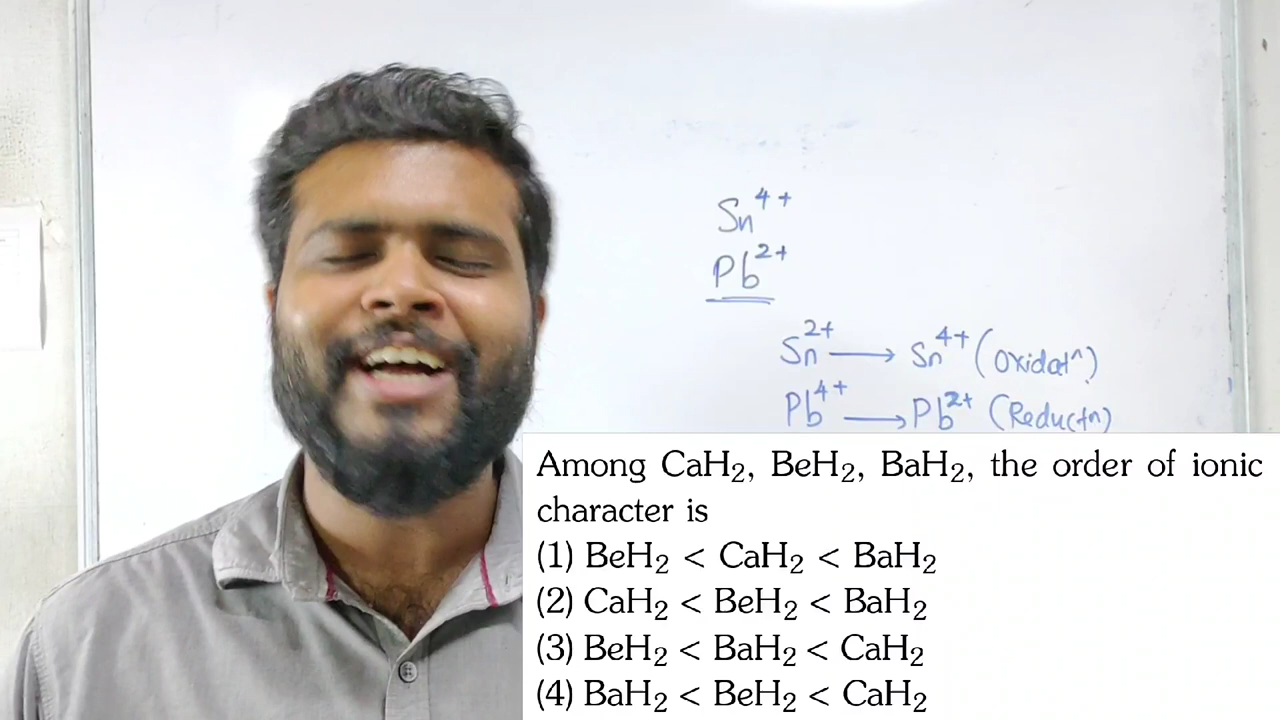 Sn⁴⁺
Pb²⁺
Sn²⁺ → Sn⁴⁺ (Oxidatⁿ)
Pb⁴⁺ → Pb²⁺ (Reductn)
Among CaH₂, BeH₂, BaH₂, the order of ionic
character is
(1) BeH₂ < CaH₂ < BaH₂
(2) CaH₂ < BeH₂ < BaH₂
(3) BeH₂ < BaH₂ < CaH₂
(4) BaH₂ < BeH₂ < CaH₂